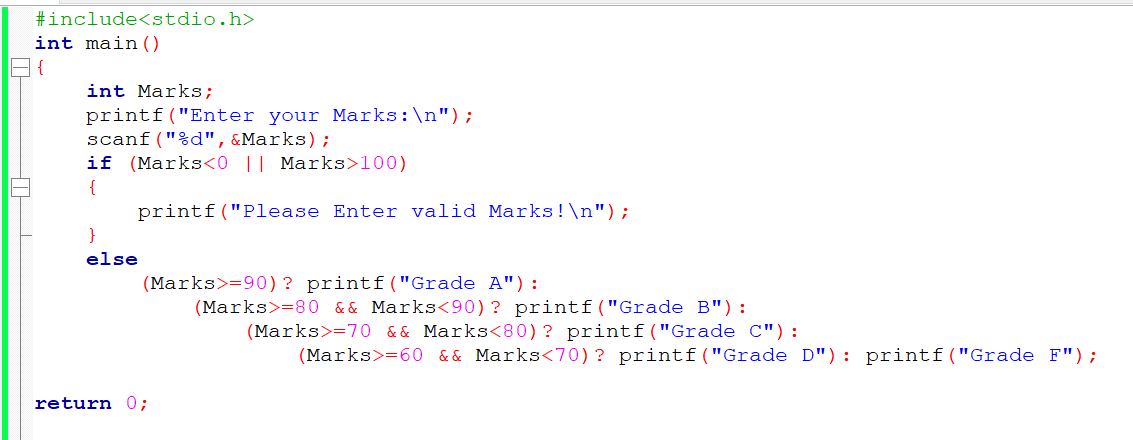 #include<stdio.h>
int main()
{
    int Marks;
    printf("Enter your Marks:\n");
    scanf("%d",&Marks);
    if (Marks<0 || Marks>100)
    {
        printf("Please Enter valid Marks!\n");
    }
    else
        (Marks>=90)? printf("Grade A"):
            (Marks>=80 && Marks<90)? printf("Grade B"):
                (Marks>=70 && Marks<80)? printf("Grade C"):
                    (Marks>=60 && Marks<70)? printf("Grade D"): printf("Grade F");

return 0;